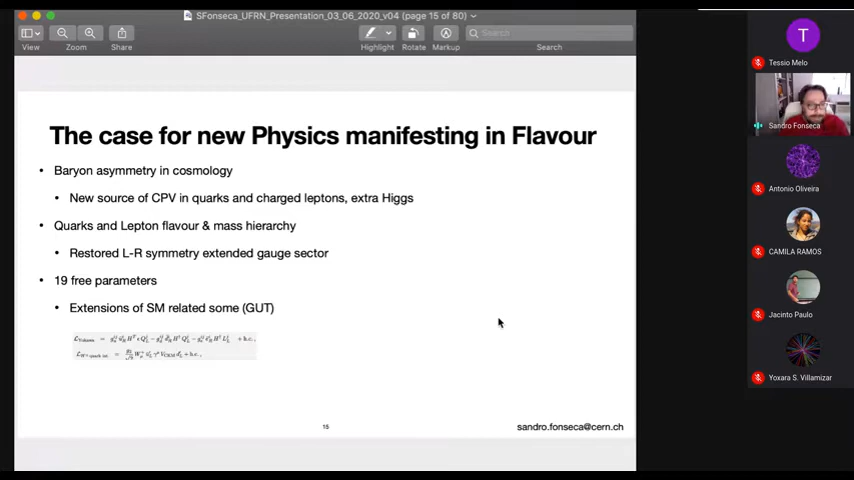 SFonseca_UFRN_Presentation_03_06_2020_v04 (page 15 of 80)
View
Zoom
Share
Highlight
Rotate
Markup
Search
Search
The case for new Physics manifesting in Flavour
• Baryon asymmetry in cosmology
• New source of CPV in quarks and charged leptons, extra Higgs
• Quarks and Lepton flavour & mass hierarchy
• Restored L-R symmetry extended gauge sector
• 19 free parameters
• Extensions of SM related some (GUT)
15
sandro.fonseca@cern.ch
T
Tessio Melo
Sandro Fonseca
Antonio Oliveira
CAMILA RAMOS
Jacinto Paulo
Yoxara S. Villamizar